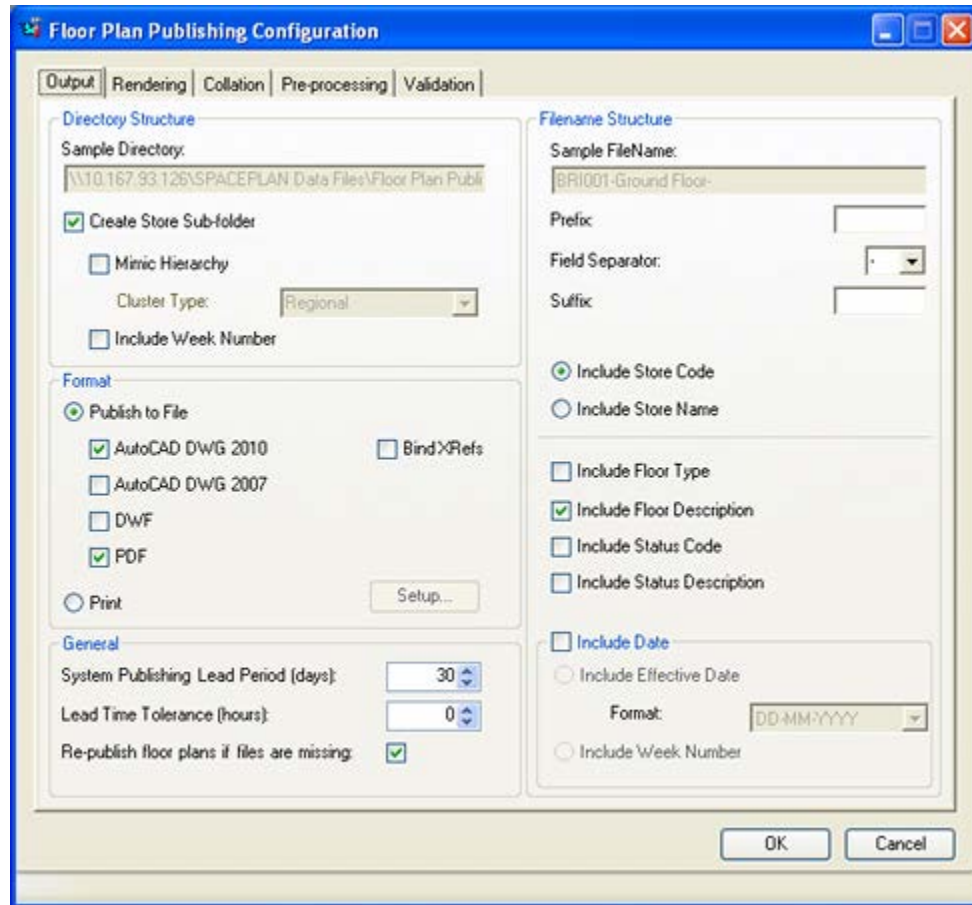 Floor Plan Publishing Configuration
Output Rendering Collation Pre-processing Validation
Directory Structure
Sample Directory:
\\10.167.93.126\SPACEPLAN Data Files\Floor Plan Publi
Create Store Sub-folder
Mimic Hierarchy
Cluster Type: Regional
Include Week Number
Format
Publish to File
AutoCAD DWG 2010 Bind XRefs
AutoCAD DWG 2007
DWF
PDF
Print Setup...
General
System Publishing Lead Period (days): 30
Lead Time Tolerance (hours): 0
Re-publish floor plans if files are missing:
Filename Structure
Sample FileName:
BRI001-Ground Floor-
Prefix:
Field Separator: -
Suffix:
Include Store Code
Include Store Name
Include Floor Type
Include Floor Description
Include Status Code
Include Status Description
Include Date
Include Effective Date
Format: DD-MM-YYYY
Include Week Number
OK Cancel